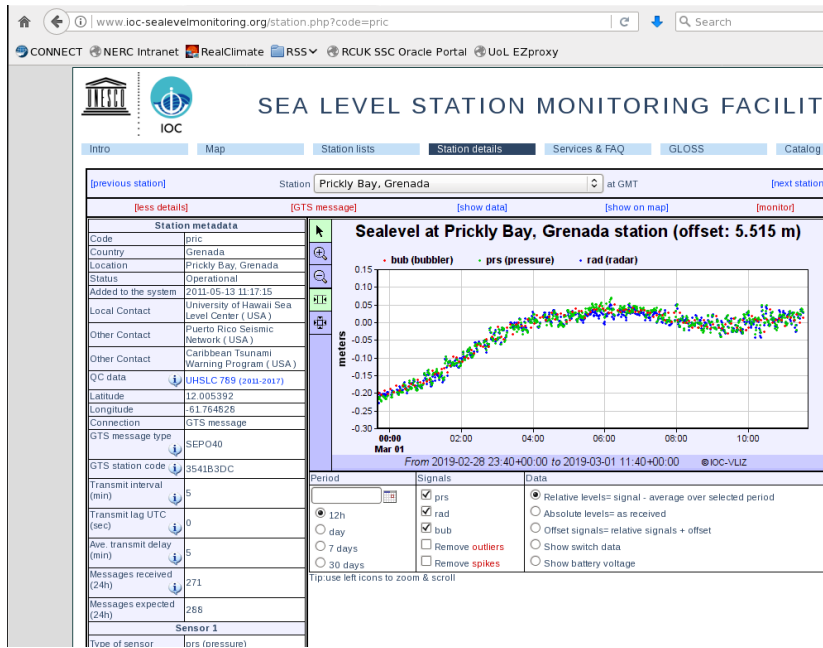 www.ioc-sealevelmonitoring.org/station.php?code=pric
Search
CONNECT NERC Intranet RealClimate RSS RCUK SSC Oracle Portal UoL EZproxy
UNESCO
IOC
SEA LEVEL STATION MONITORING FACILIT
Intro Map Station lists Station details Services & FAQ GLOSS Catalog
[previous station] Station Prickly Bay, Grenada at GMT [next station
[less details] [GTS message] [show data] [show on map] [monitor]
Station metadata
Code pric
Country Grenada
Location Prickly Bay, Grenada
Status Operational
Added to the system 2011-05-13 11:17:15
Local Contact University of Hawaii Sea
Level Center ( USA )
Other Contact Puerto Rico Seismic
Network ( USA )
Other Contact Caribbean Tsunami
Warning Program ( USA )
QC data UHSLC 789 (2011-2017)
Latitude 12.005392
Longitude -61.764828
Connection GTS message
GTS message type SEPO40
GTS station code 3541B3DC
Transmit interval
(min) 5
Transmit lag UTC
(sec) 0
Ave. transmit delay
(min) 5
Messages received
(24h) 271
Messages expected
(24h) 288
Sensor 1
Type of sensor prs (pressure)
Sealevel at Prickly Bay, Grenada station (offset: 5.515 m)
bub (bubbler) prs (pressure) rad (radar)
meters
0.15
0.10
0.05
0.00
-0.05
-0.10
-0.15
-0.20
-0.25
-0.30
00:00 02:00 04:00 06:00 08:00 10:00
Mar 01
From 2019-02-28 23:40+00:00 to 2019-03-01 11:40+00:00 ©IOC-VLIZ
Period Signals Data
12h
day
7 days
30 days
prs
rad
bub
Remove outliers
Remove spikes
Relative levels= signal - average over selected period
Absolute levels= as received
Offset signals= relative signals + offset
Show switch data
Show battery voltage
Tip:use left icons to zoom & scroll